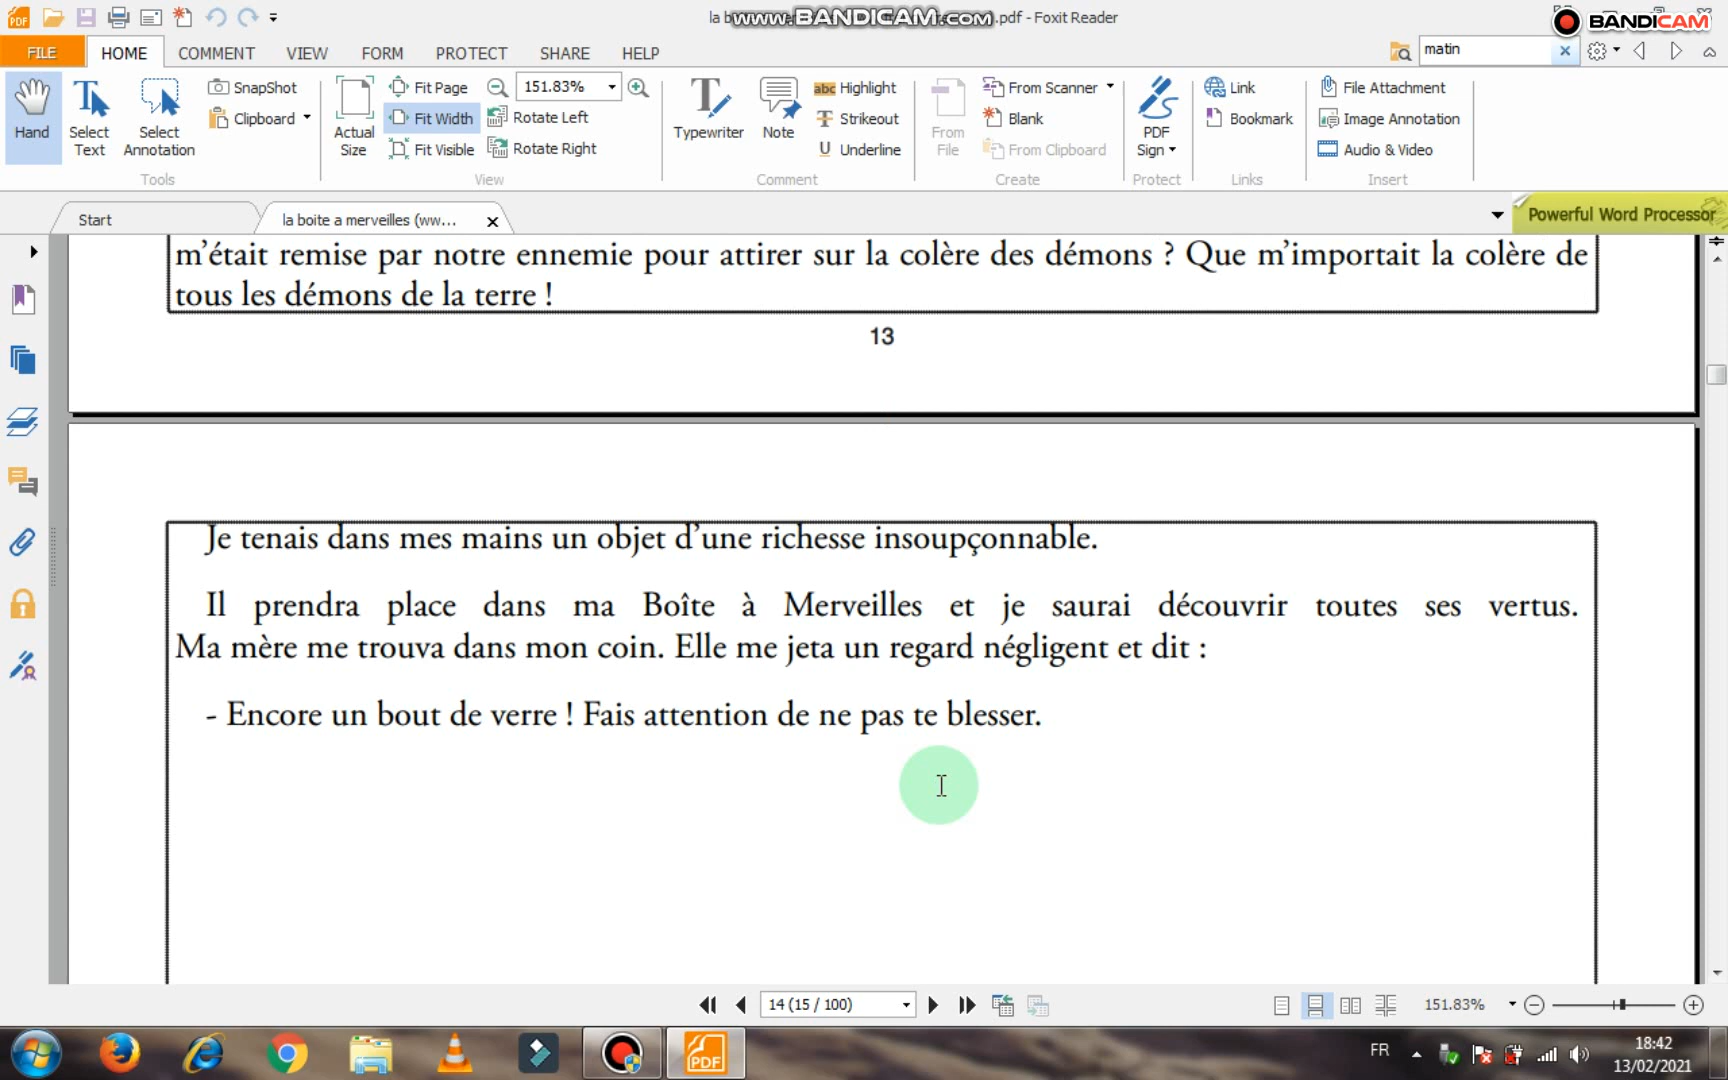 la b
www.BANDICAM.com
.pdf - Foxit Reader
BANDICAM
FILE HOME COMMENT VIEW FORM PROTECT SHARE HELP
matin
Hand
Select Text
Select Annotation
SnapShot
Clipboard
Tools
Actual Size
Fit Page
Fit Width
Fit Visible
151.83%
Rotate Left
Rotate Right
View
Typewriter
Note
Highlight
Strikeout
Underline
Comment
From File
From Scanner
Blank
From Clipboard
Create
PDF Sign
Protect
Link
Bookmark
Links
File Attachment
Image Annotation
Audio & Video
Insert
Start
la boite a merveilles (ww...
Powerful Word Processor
m’était remise par notre ennemie pour attirer sur la colère des démons ? Que m’importait la colère de
tous les démons de la terre !
13
Je tenais dans mes mains un objet d’une richesse insoupçonnable.
Il prendra place dans ma Boîte à Merveilles et je saurai découvrir toutes ses vertus.
Ma mère me trouva dans mon coin. Elle me jeta un regard négligent et dit :
- Encore un bout de verre ! Fais attention de ne pas te blesser.
14 (15 / 100)
151.83%
PDF
FR
18:42
13/02/2021